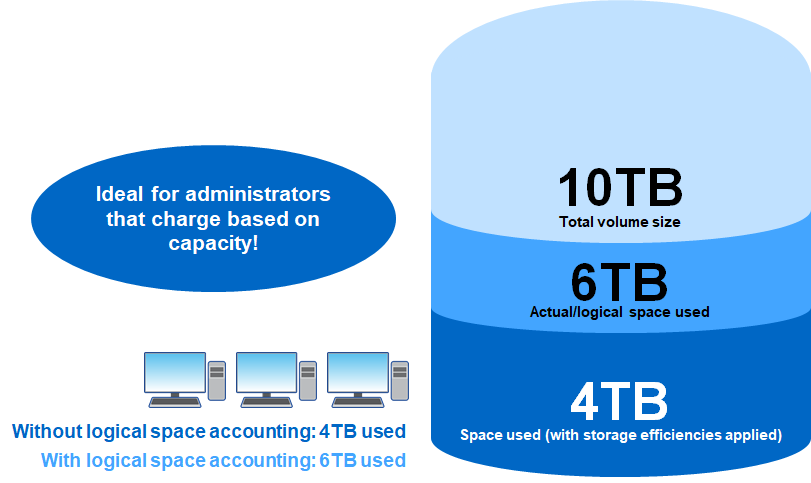 Ideal for administrators
that charge based on
capacity!
10TB
Total volume size
6TB
Actual/logical space used
4TB
Space used (with storage efficiencies applied)
Without logical space accounting: 4TB used
With logical space accounting: 6TB used